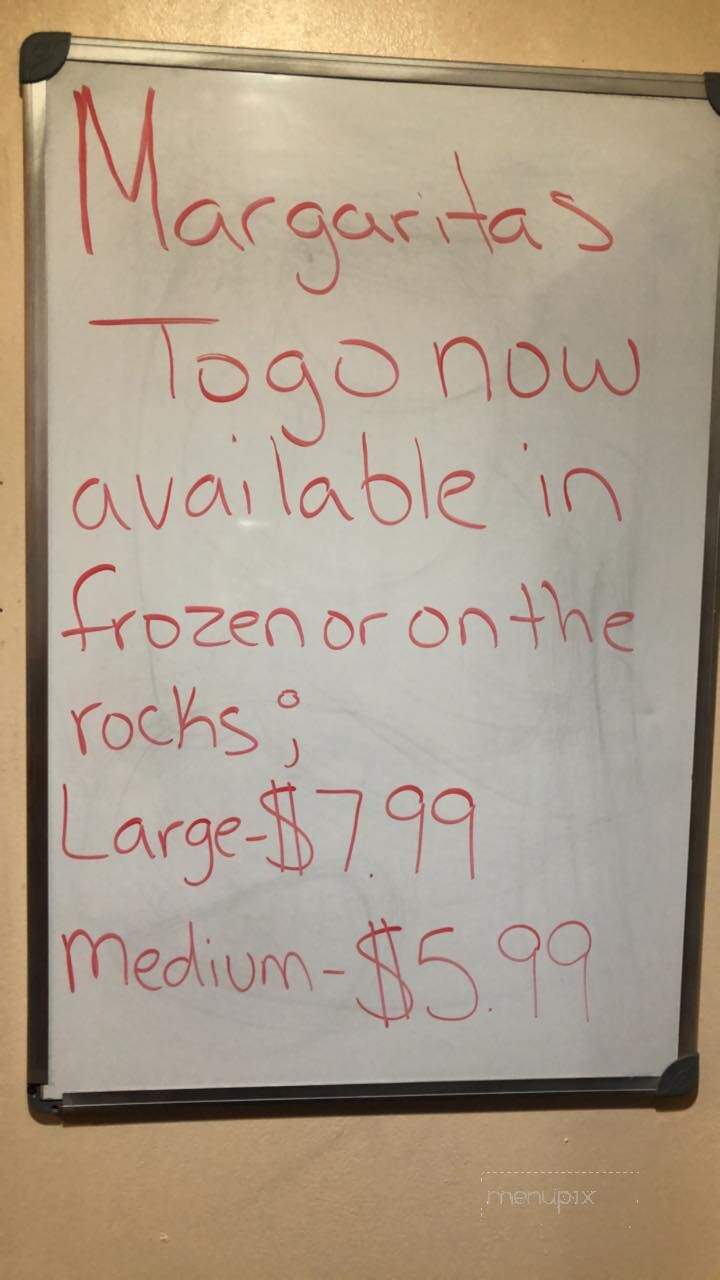 Margaritas
Togo now
available in
frozen or on the
rocks;
Large-$7.99
medium-$5.99
menupix